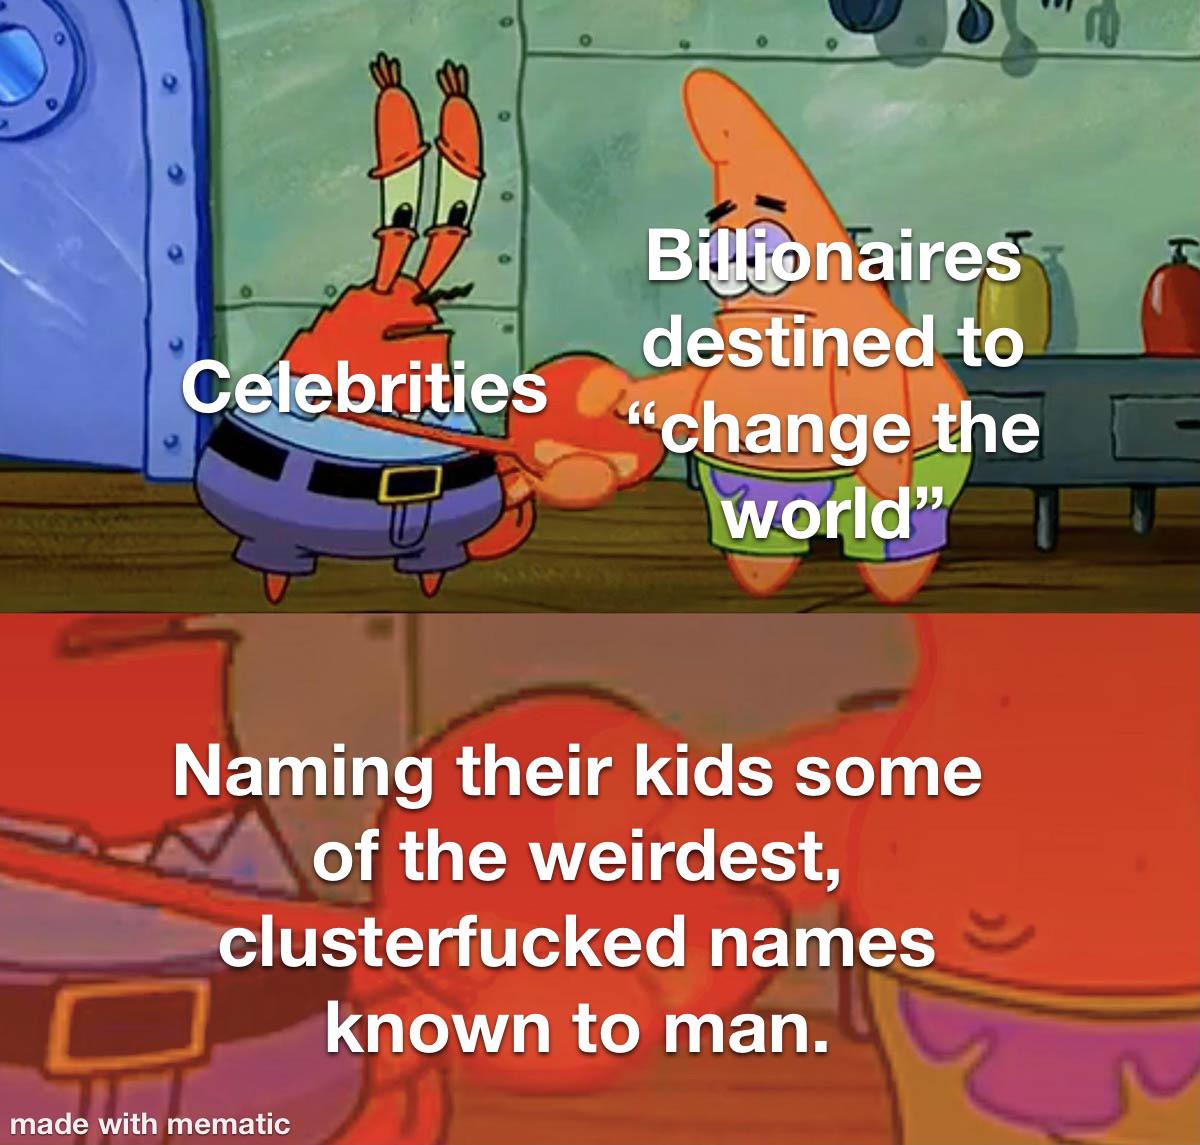 Celebrities
Billionaires
destined to
“change the
world”
Naming their kids some
of the weirdest,
clusterfucked names
known to man.
made with mematic